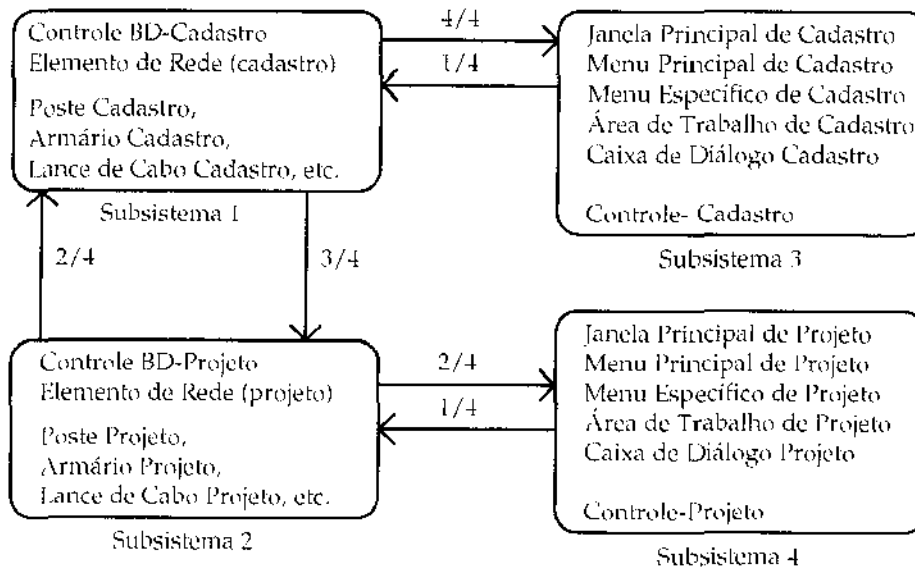 Controle BD-Cadastro
Elemento de Rede (cadastro)
Poste Cadastro,
Armário Cadastro,
Lance de Cabo Cadastro, etc.
Subsistema 1
4/4
1/4
Janela Principal de Cadastro
Menu Principal de Cadastro
Menu Específico de Cadastro
Área de Trabalho de Cadastro
Caixa de Diálogo Cadastro
Controle- Cadastro
Subsistema 3
2/4
3/4
Controle BD-Projeto
Elemento de Rede (projeto)
Poste Projeto,
Armário Projeto,
Lance de Cabo Projeto, etc.
Subsistema 2
2/4
1/4
Janela Principal de Projeto
Menu Principal de Projeto
Menu Específico de Projeto
Área de Trabalho de Projeto
Caixa de Diálogo Projeto
Controle-Projeto
Subsistema 4